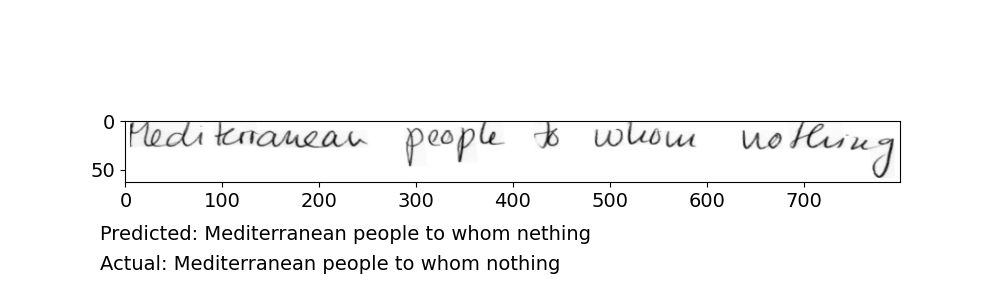 0
Mediterranean people to whom nothing
50
0 100 200 300 400 500 600 700
Predicted: Mediterranean people to whom nething
Actual: Mediterranean people to whom nothing